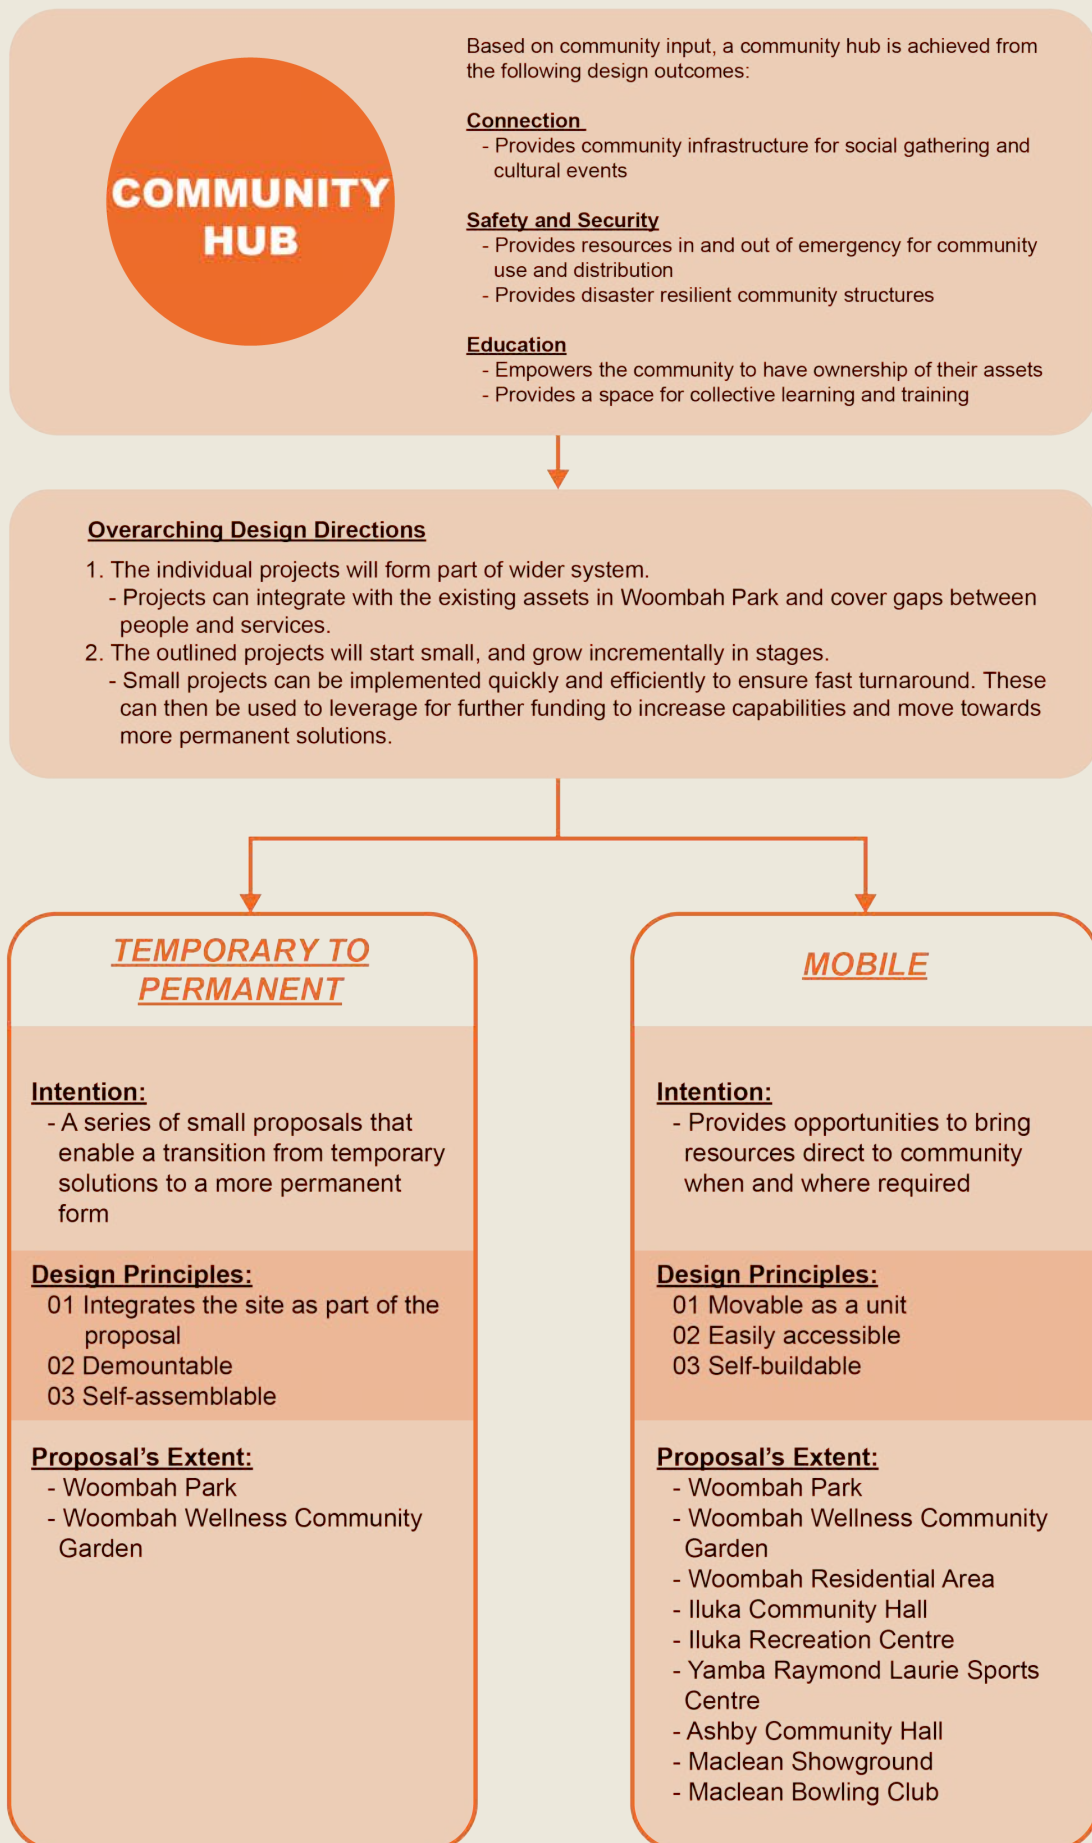 COMMUNITY
HUB
Based on community input, a community hub is achieved from
the following design outcomes:
Connection
- Provides community infrastructure for social gathering and
cultural events
Safety and Security
- Provides resources in and out of emergency for community
use and distribution
- Provides disaster resilient community structures
Education
- Empowers the community to have ownership of their assets
- Provides a space for collective learning and training
Overarching Design Directions
1. The individual projects will form part of wider system.
- Projects can integrate with the existing assets in Woombah Park and cover gaps between
people and services.
2. The outlined projects will start small, and grow incrementally in stages.
- Small projects can be implemented quickly and efficiently to ensure fast turnaround. These
can then be used to leverage for further funding to increase capabilities and move towards
more permanent solutions.
TEMPORARY TO
PERMANENT
Intention:
- A series of small proposals that
enable a transition from temporary
solutions to a more permanent
form
Design Principles:
01 Integrates the site as part of the
proposal
02 Demountable
03 Self-assemblable
Proposal’s Extent:
- Woombah Park
- Woombah Wellness Community
Garden
MOBILE
Intention:
- Provides opportunities to bring
resources direct to community
when and where required
Design Principles:
01 Movable as a unit
02 Easily accessible
03 Self-buildable
Proposal’s Extent:
- Woombah Park
- Woombah Wellness Community
Garden
- Woombah Residential Area
- Iluka Community Hall
- Iluka Recreation Centre
- Yamba Raymond Laurie Sports
Centre
- Ashby Community Hall
- Maclean Showground
- Maclean Bowling Club